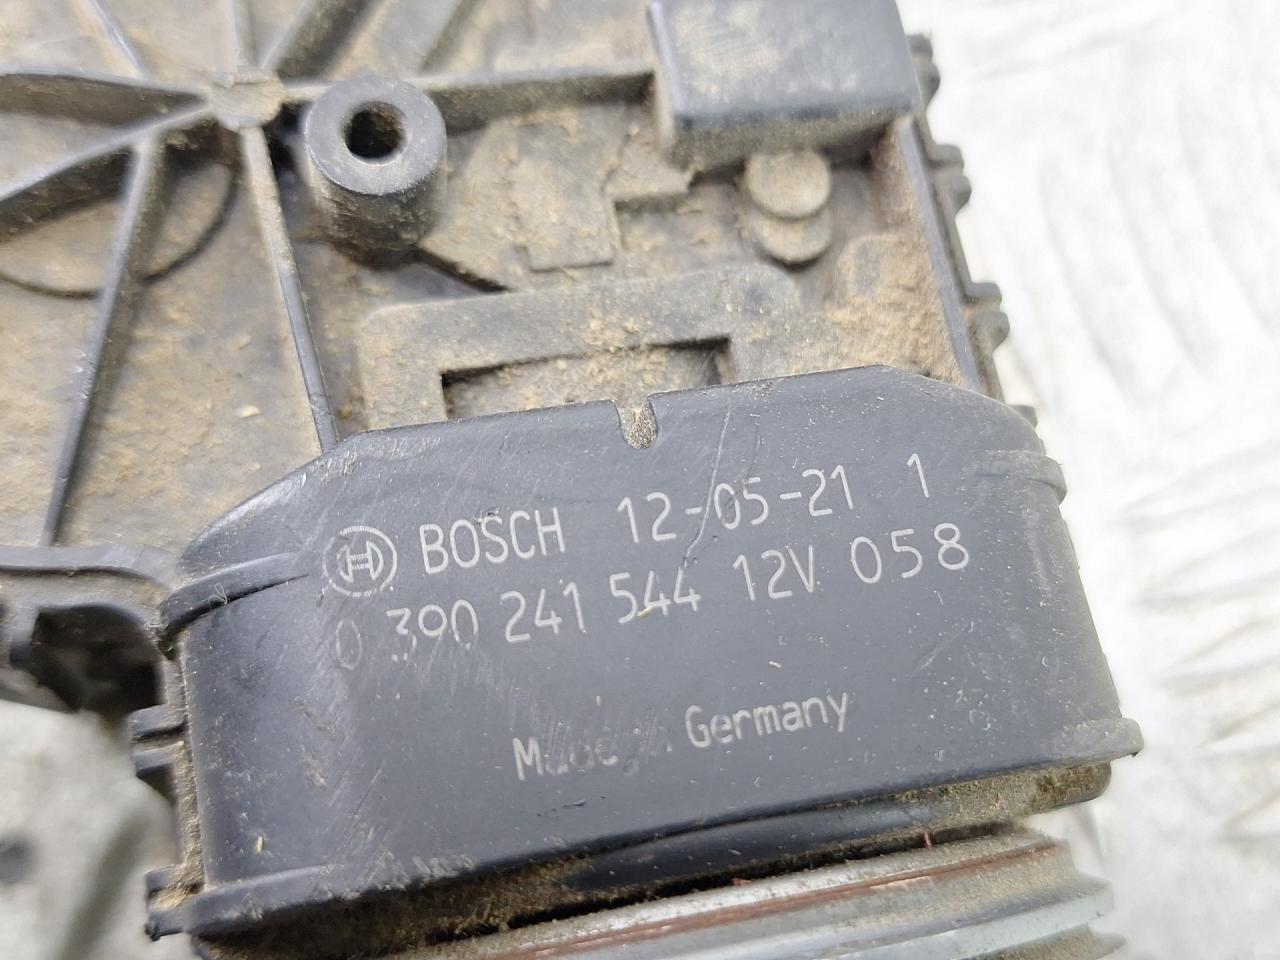 BOSCH 12-05-21 1
0 390 241 544 12V 058
Made in Germany